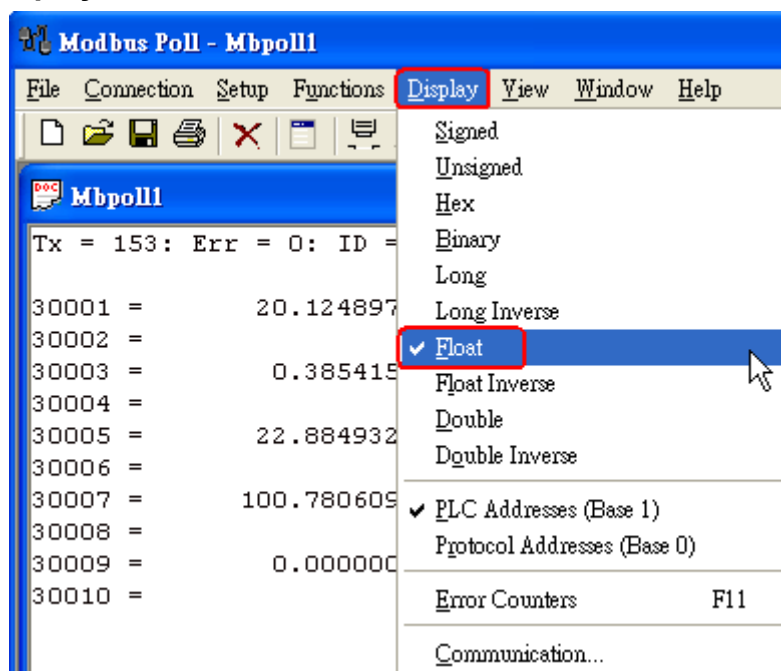 Modbus Poll - Mbpoll1
File Connection Setup Functions Display View Window Help
Mbpoll1
Tx = 153: Err = 0: ID =
30001 = 20.124897
30002 =
30003 = 0.385415
30004 =
30005 = 22.884932
30006 =
30007 = 100.780609
30008 =
30009 = 0.000000
30010 =
Signed
Unsigned
Hex
Binary
Long
Long Inverse
Float
Float Inverse
Double
Double Inverse
PLC Addresses (Base 1)
Protocol Addresses (Base 0)
Error Counters F11
Communication...